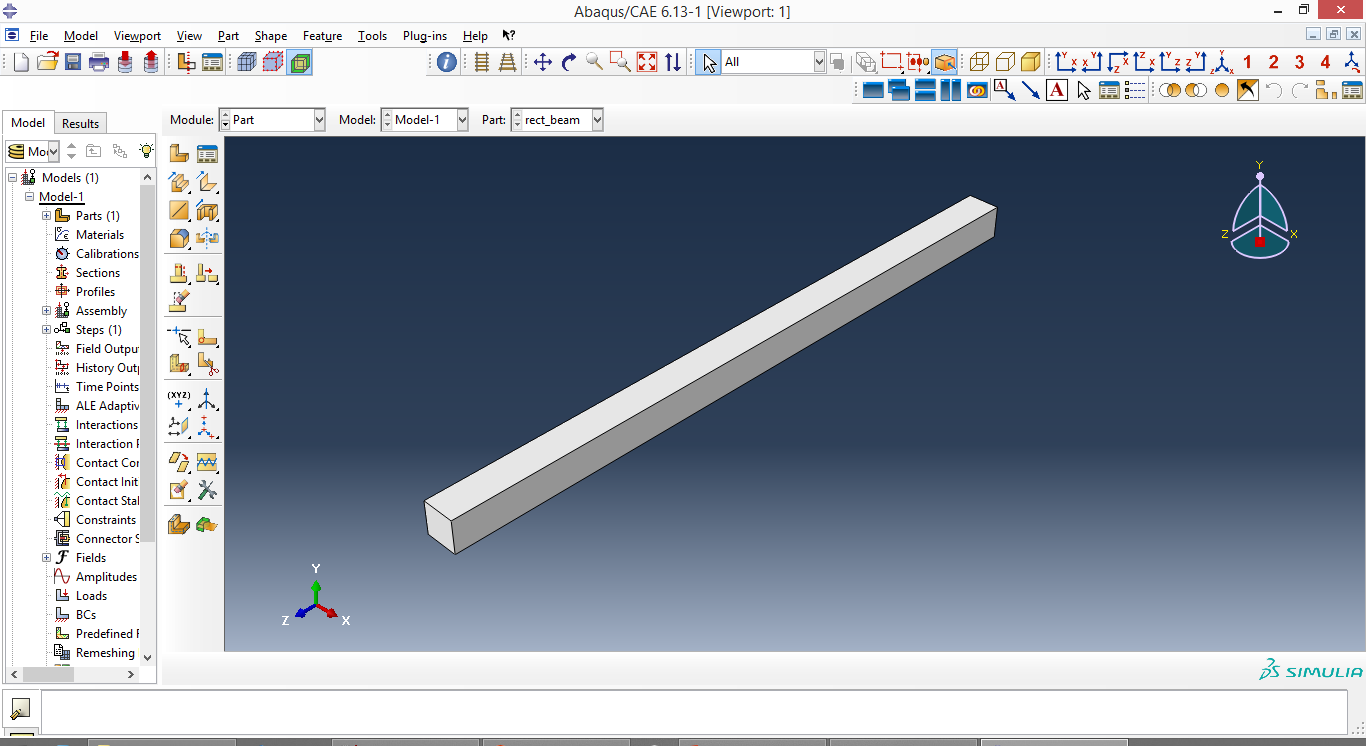 Abaqus/CAE 6.13-1 [Viewport: 1]
File Model Viewport View Part Shape Feature Tools Plug-ins Help
All
1 2 3 4
A A
Model Results
Module: Part Model: Model-1 Part: rect_beam
Mo
Models (1)
Model-1
Parts (1)
Materials
Calibrations
Sections
Profiles
Assembly
Steps (1)
Field Outpu
History Out
Time Points
ALE Adaptiv
Interactions
Interaction P
Contact Cor
Contact Init
Contact Stal
Constraints
Connector S
Fields
Amplitudes
Loads
BCs
Predefined F
Remeshing
(XYZ)
Y
Z X
Y
Z X
SIMULIA